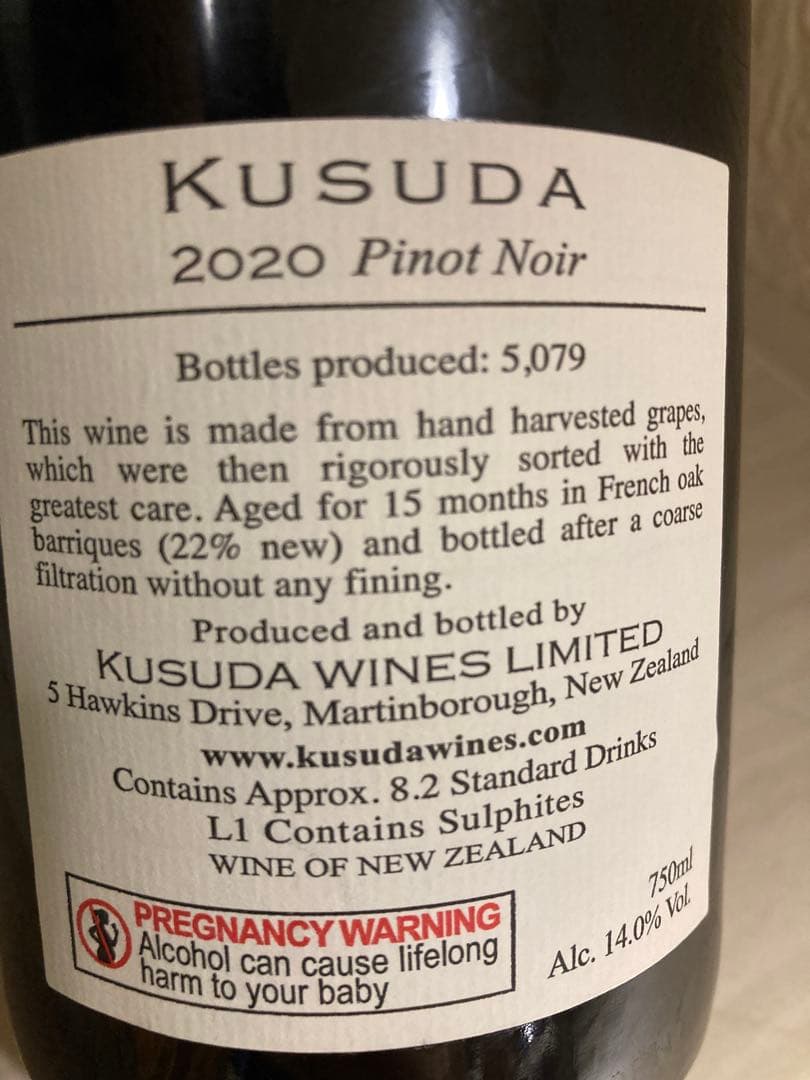 KUSUDA
2020 Pinot Noir
Bottles produced: 5,079
This wine is made from hand harvested grapes,
which were then rigorously sorted with the
greatest care. Aged for 15 months in French oak
barriques (22% new) and bottled after a coarse
filtration without any fining.
Produced and bottled by
KUSUDA WINES LIMITED
5 Hawkins Drive, Martinborough, New Zealand
www.kusudawines.com
Contains Approx. 8.2 Standard Drinks
L1 Contains Sulphites
WINE OF NEW ZEALAND
750ml
Alc. 14.0% Vol.
PREGNANCY WARNING
Alcohol can cause lifelong
harm to your baby